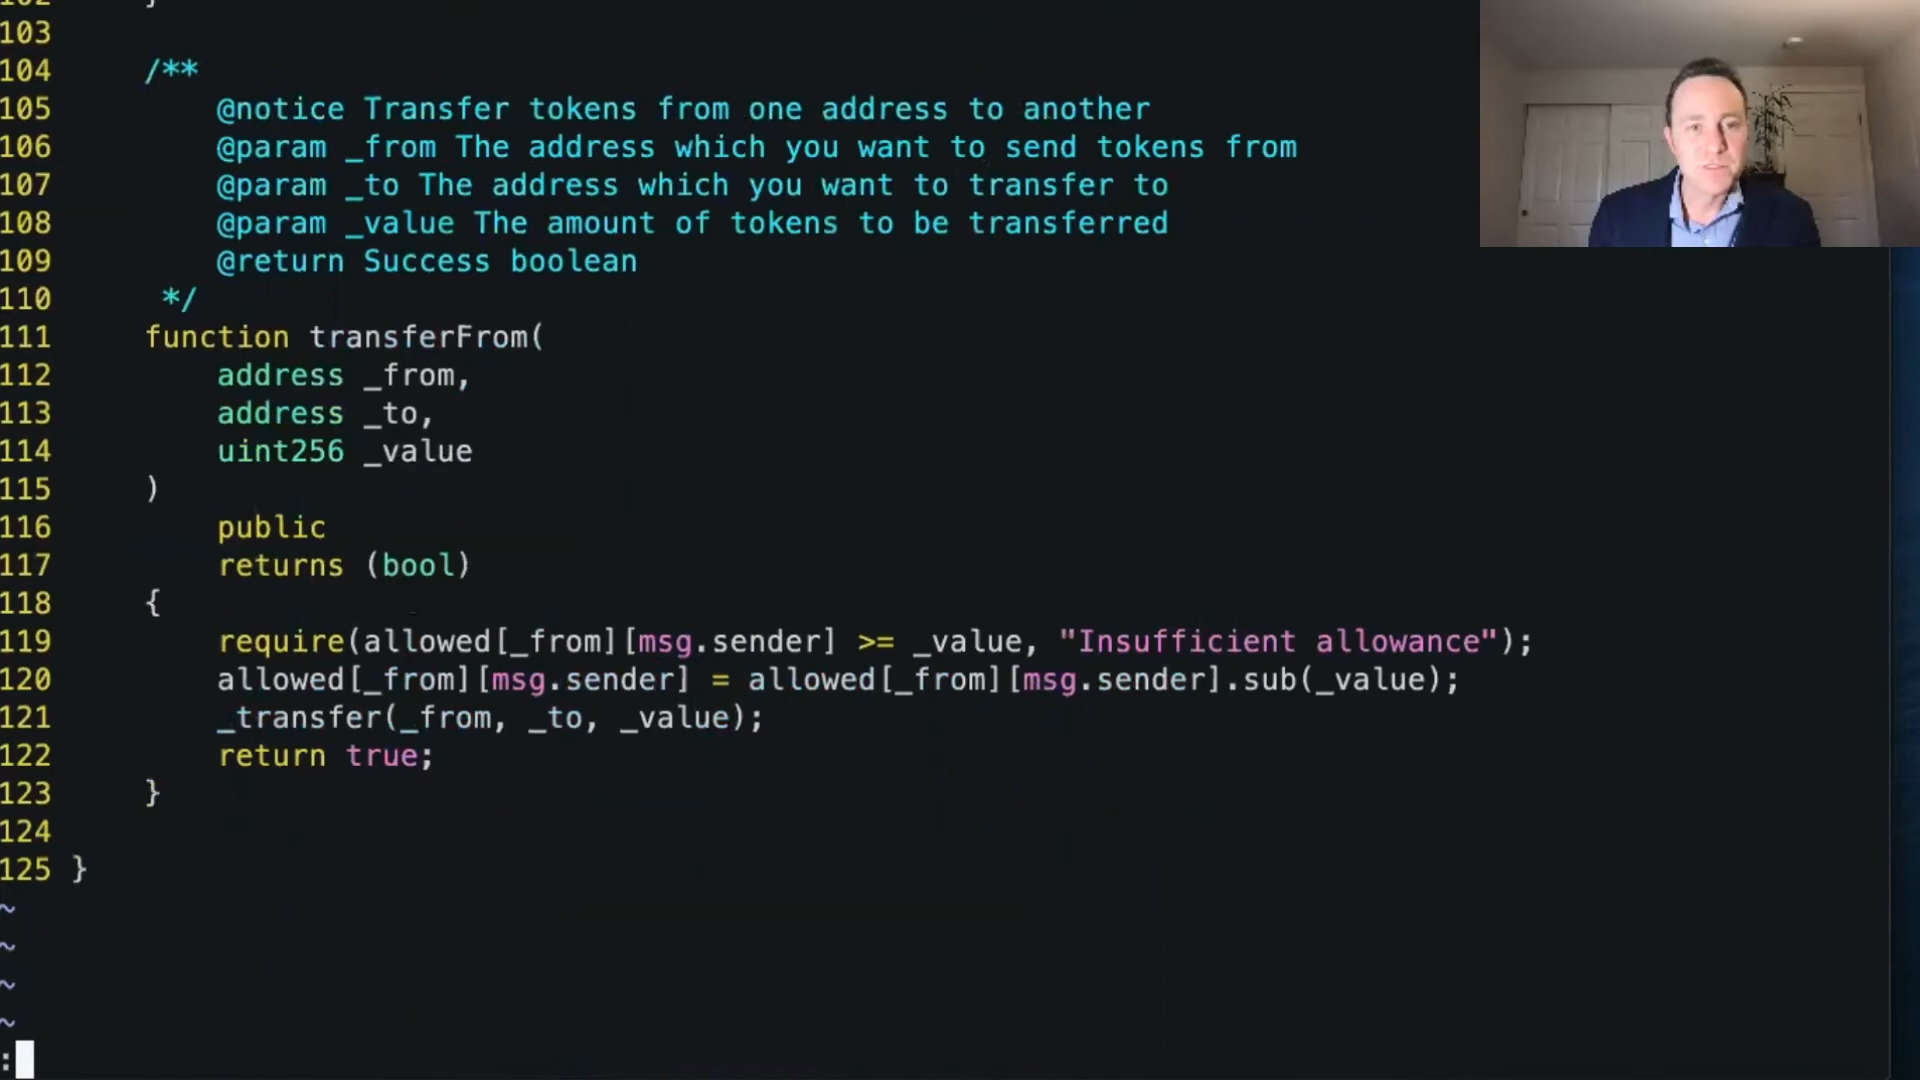 102 }
103
104 /**
105 @notice Transfer tokens from one address to another
106 @param _from The address which you want to send tokens from
107 @param _to The address which you want to transfer to
108 @param _value The amount of tokens to be transferred
109 @return Success boolean
110 */
111 function transferFrom(
112 address _from,
113 address _to,
114 uint256 _value
115 )
116 public
117 returns (bool)
118 {
119 require(allowed[_from][msg.sender] >= _value, "Insufficient allowance");
120 allowed[_from][msg.sender] = allowed[_from][msg.sender].sub(_value);
121 _transfer(_from, _to, _value);
122 return true;
123 }
124
125 }
~
~
~
~
: